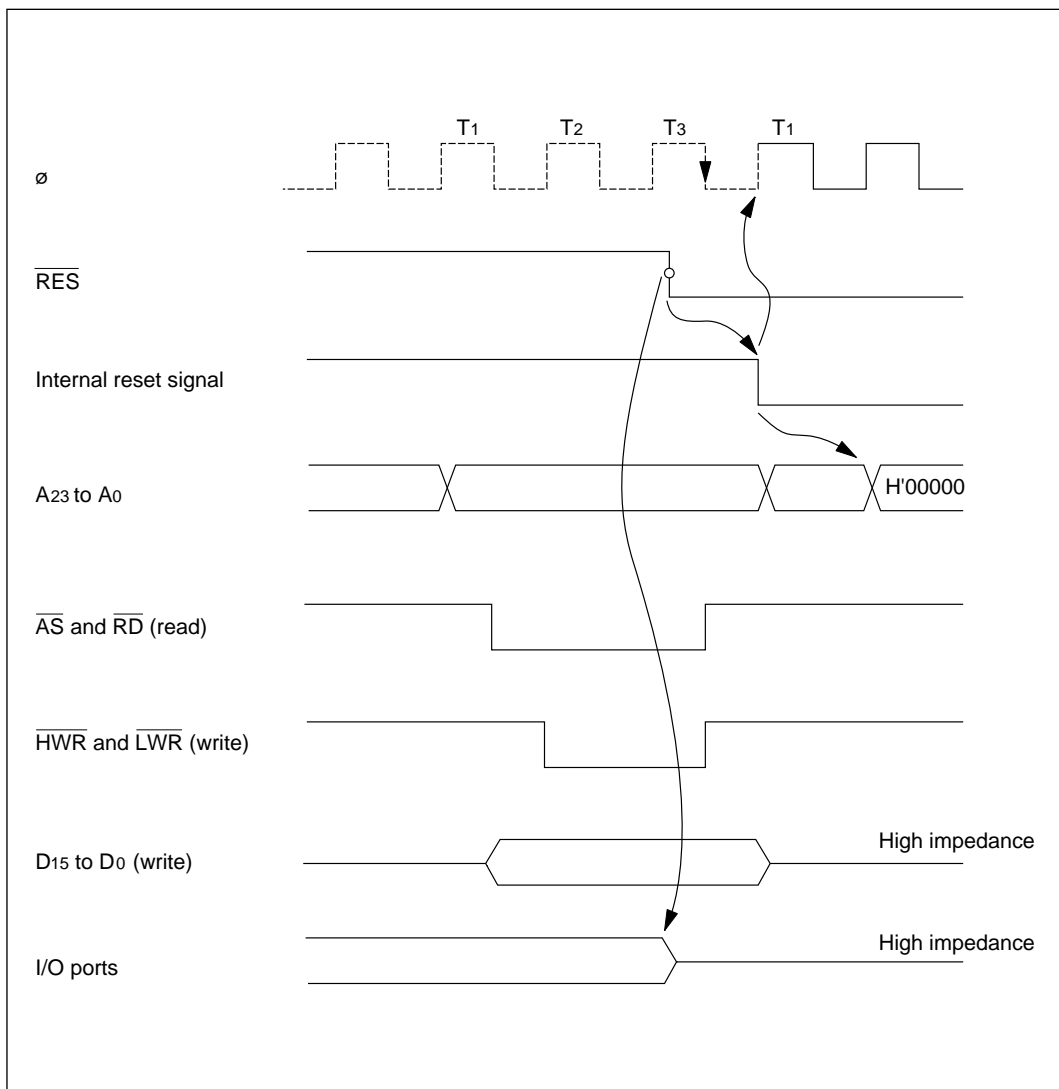 T1 T2 T3 T1
ø
RES
Internal reset signal
A23 to A0
H'00000
AS and RD (read)
HWR and LWR (write)
D15 to D0 (write)
High impedance
I/O ports
High impedance